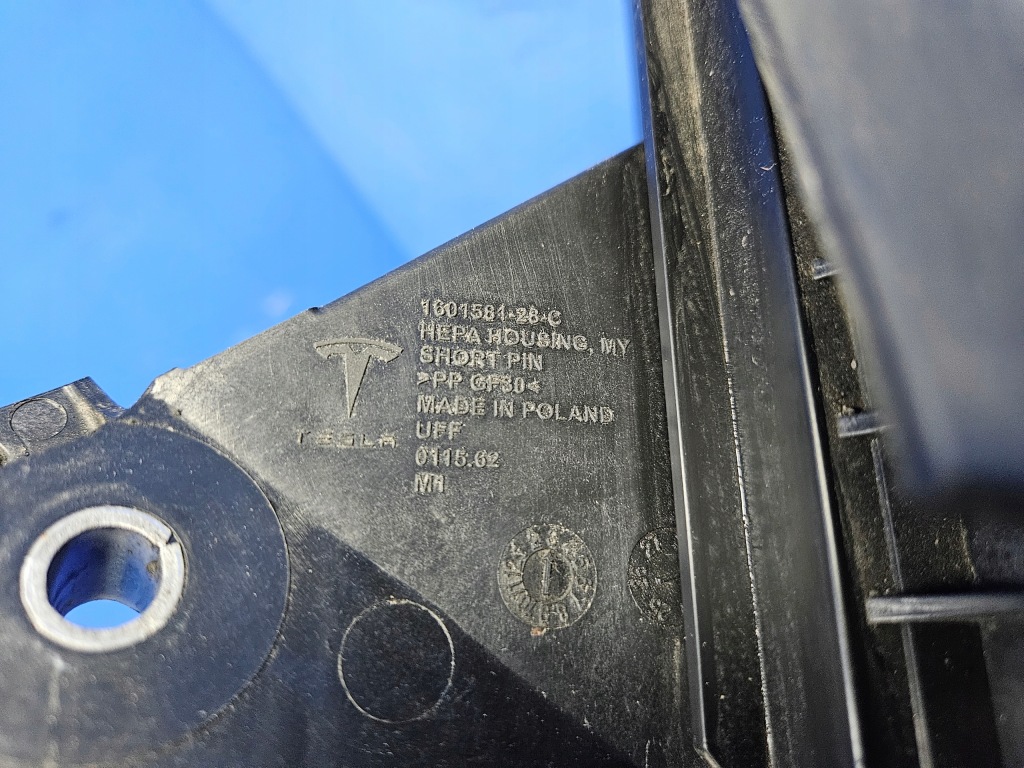 1601581-28-C
HEPA HOUSING, MY
SHORT PIN
>PP GF30<
MADE IN POLAND
UFF
0115.62
M1
TESLA